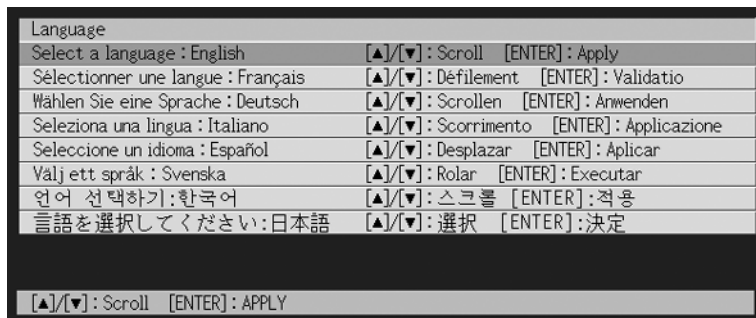 Language
Select a language : English [▲]/[▼] : Scroll [ENTER] : Apply
Sélectionner une langue : Français [▲]/[▼] : Défilement [ENTER] : Validatio
Wählen Sie eine Sprache : Deutsch [▲]/[▼] : Scrollen [ENTER] : Anwenden
Seleziona una lingua : Italiano [▲]/[▼] : Scorrimento [ENTER] : Applicazione
Seleccione un idioma : Español [▲]/[▼] : Desplazar [ENTER] : Aplicar
Välj ett språk : Svenska [▲]/[▼] : Rolar [ENTER] : Executar
언어 선택하기:한국어 [▲]/[▼] : 스크롤 [ENTER] :적용
言語を選択してください:日本語 [▲]/[▼] : 選択 [ENTER] :決定
[▲]/[▼] : Scroll [ENTER] : APPLY